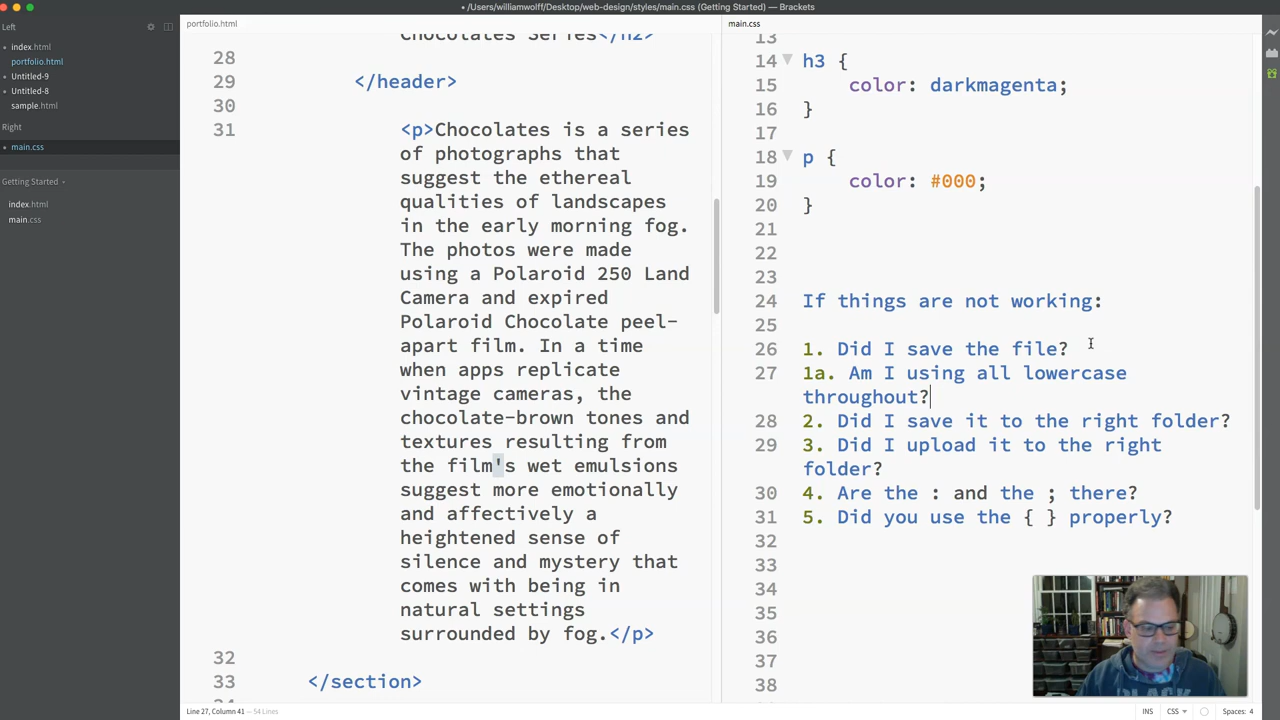 • /Users/williamwolff/Desktop/web-design/styles/main.css (Getting Started) — Brackets
Left
• index.html
portfolio.html
• Untitled-9
• Untitled-8
sample.html
Right
• main.css
Getting Started
index.html
main.css
portfolio.html
Chocolates Series</h2>
28
29 </header>
30
31 <p>Chocolates is a series
of photographs that
suggest the ethereal
qualities of landscapes
in the early morning fog.
The photos were made
using a Polaroid 250 Land
Camera and expired
Polaroid Chocolate peel-
apart film. In a time
when apps replicate
vintage cameras, the
chocolate-brown tones and
textures resulting from
the film's wet emulsions
suggest more emotionally
and affectively a
heightened sense of
silence and mystery that
comes with being in
natural settings
surrounded by fog.</p>
32
33 </section>
Line 27, Column 41 — 54 Lines
main.css
13
14 h3 {
15 color: darkmagenta;
16 }
17
18 p {
19 color: #000;
20 }
21
22
23
24 If things are not working:
25
26 1. Did I save the file?
27 1a. Am I using all lowercase
throughout?
28 2. Did I save it to the right folder?
29 3. Did I upload it to the right
folder?
30 4. Are the : and the ; there?
31 5. Did you use the { } properly?
32
33
34
35
36
37
38
INS CSS Spaces: 4